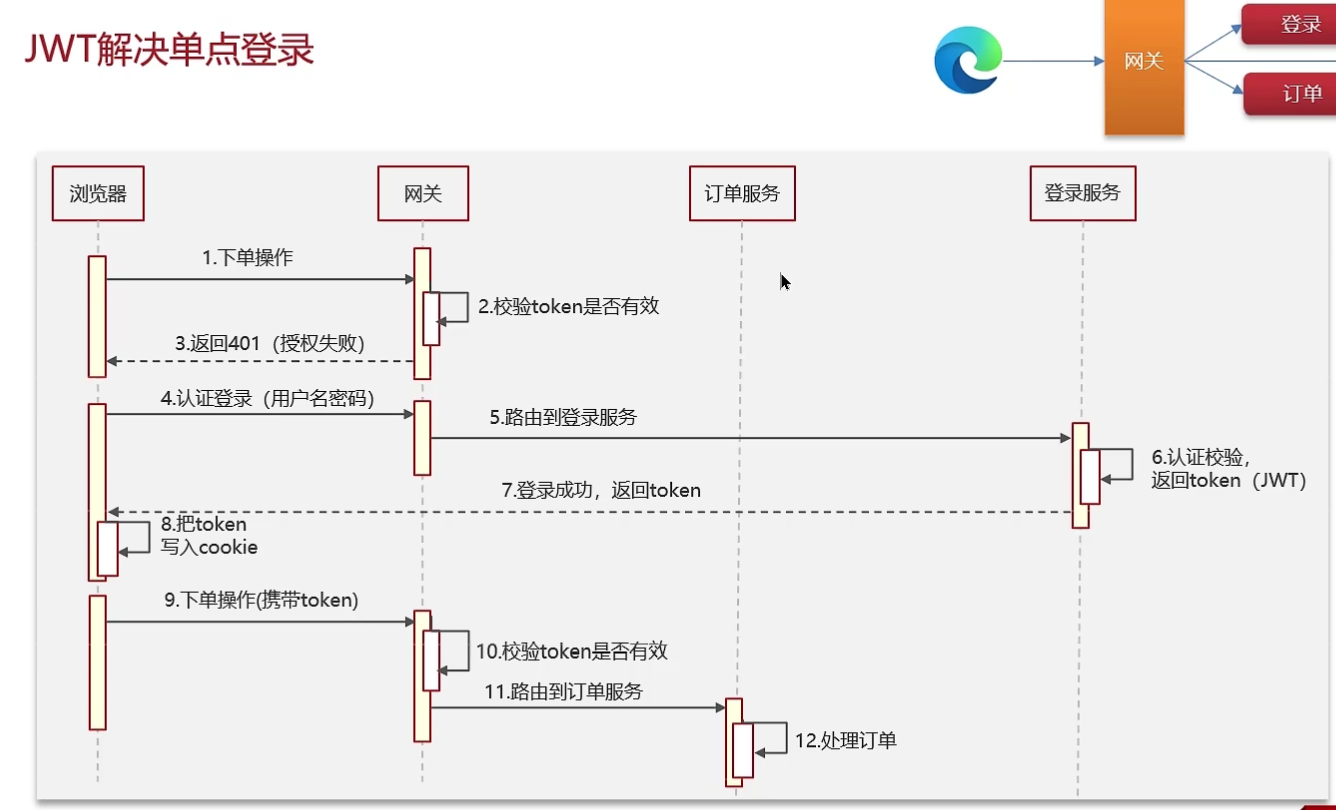 JWT解决单点登录
登录
网关
订单
浏览器
网关
订单服务
登录服务
1.下单操作
2.校验token是否有效
3.返回401（授权失败）
4.认证登录（用户名密码）
5.路由到登录服务
6.认证校验，
返回token（JWT）
7.登录成功，返回token
8.把token
写入cookie
9.下单操作(携带token)
10.校验token是否有效
11.路由到订单服务
12.处理订单